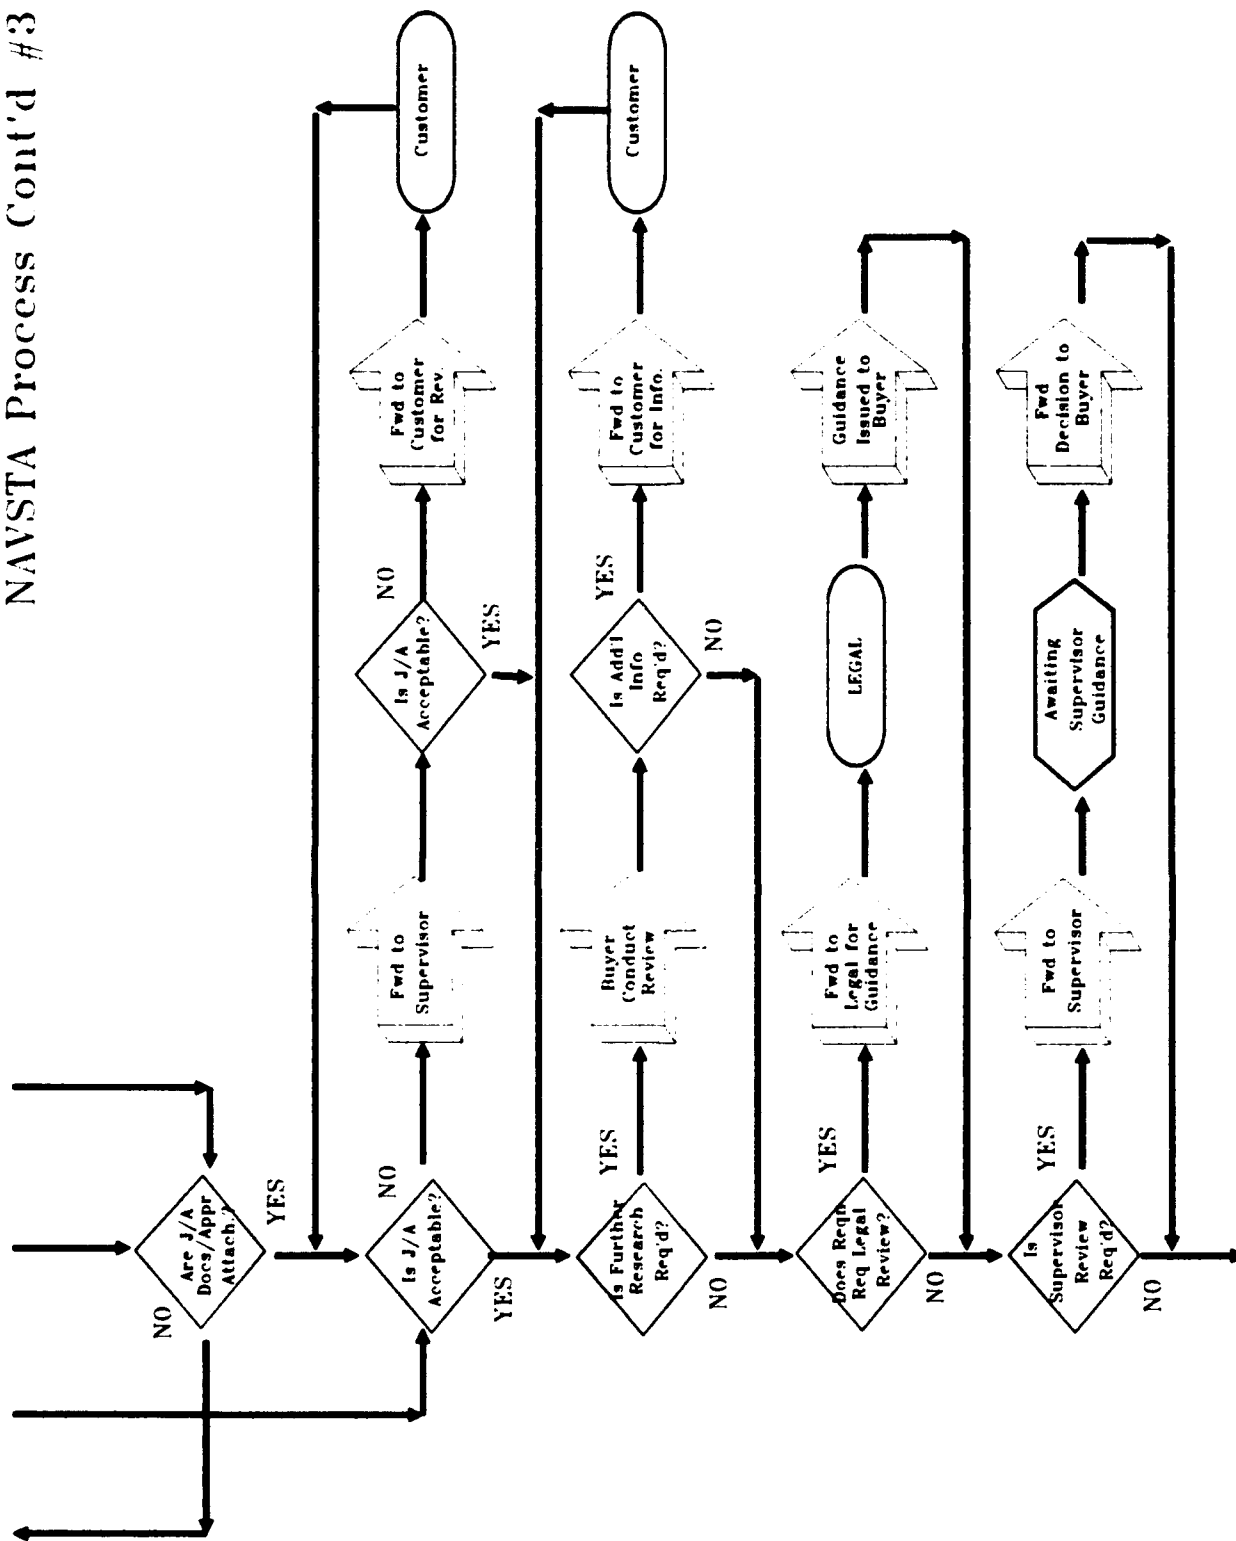 NAVSTA Process Cont'd #3
Are J/A
Docs/Appr
Attach.?
NO
YES
Is J/A
Acceptable?
NO
YES
Fwd to
Supervisor
Is J/A
Acceptable?
NO
YES
Fwd to
Customer
for Rev.
Customer
Is Further
Research
Req'd?
YES
NO
Buyer
Conduct
Review
Is Add'l
Info
Req'd?
YES
NO
Fwd to
Customer
for Info.
Customer
Does Reqn
Req Legal
Review?
YES
NO
Fwd to
Legal for
Guidance
LEGAL
Guidance
Issued to
Buyer
Is
Supervisor
Review
Req'd?
YES
NO
Fwd to
Supervisor
Awaiting
Supervisor
Guidance
Fwd
Decision to
Buyer